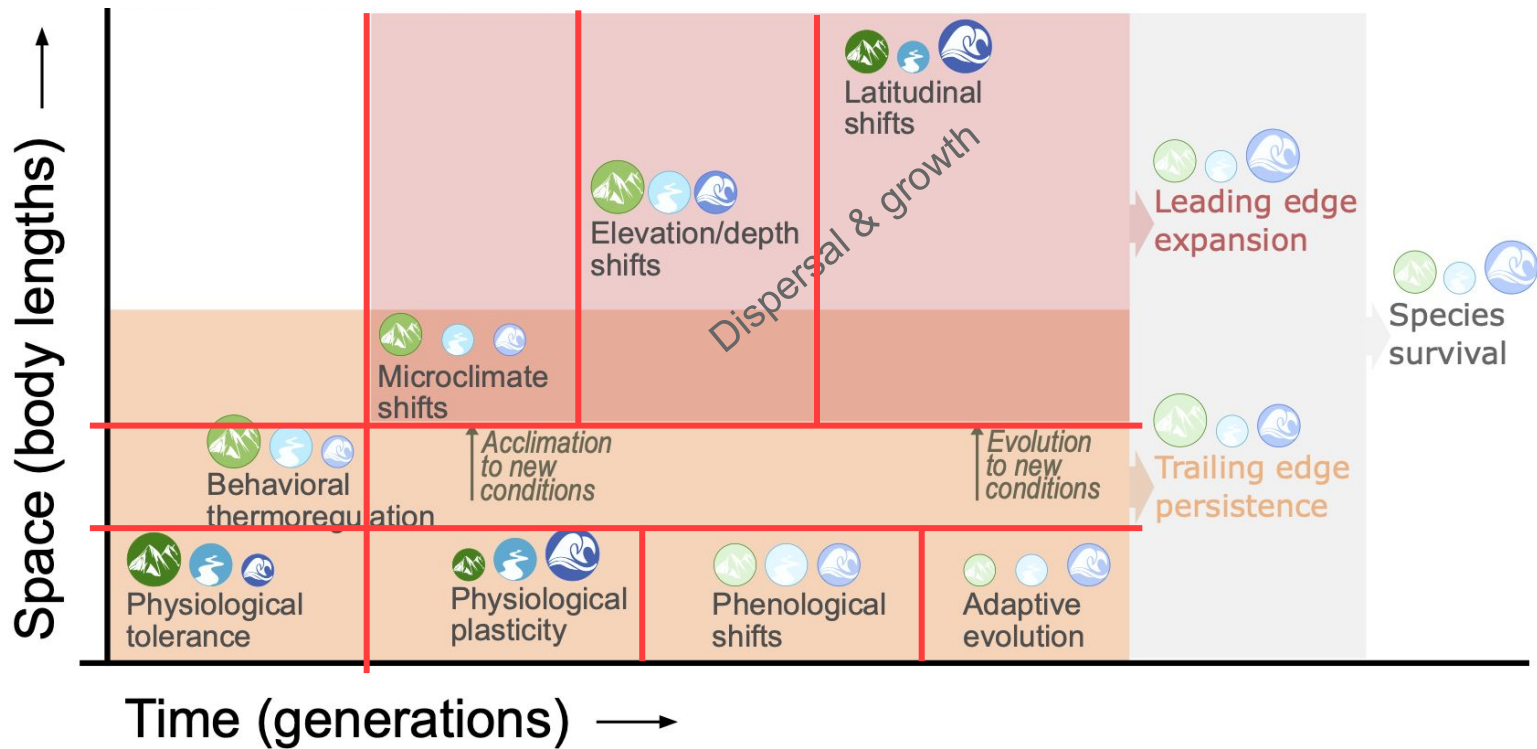 Space (body lengths)
Latitudinal
shifts
Elevation/depth
shifts
Dispersal & growth
Leading edge
expansion
Species
survival
Microclimate
shifts
Acclimation
to new
conditions
Evolution
to new
conditions
Behavioral
thermoregulation
Trailing edge
persistence
Physiological
tolerance
Physiological
plasticity
Phenological
shifts
Adaptive
evolution
Time (generations)